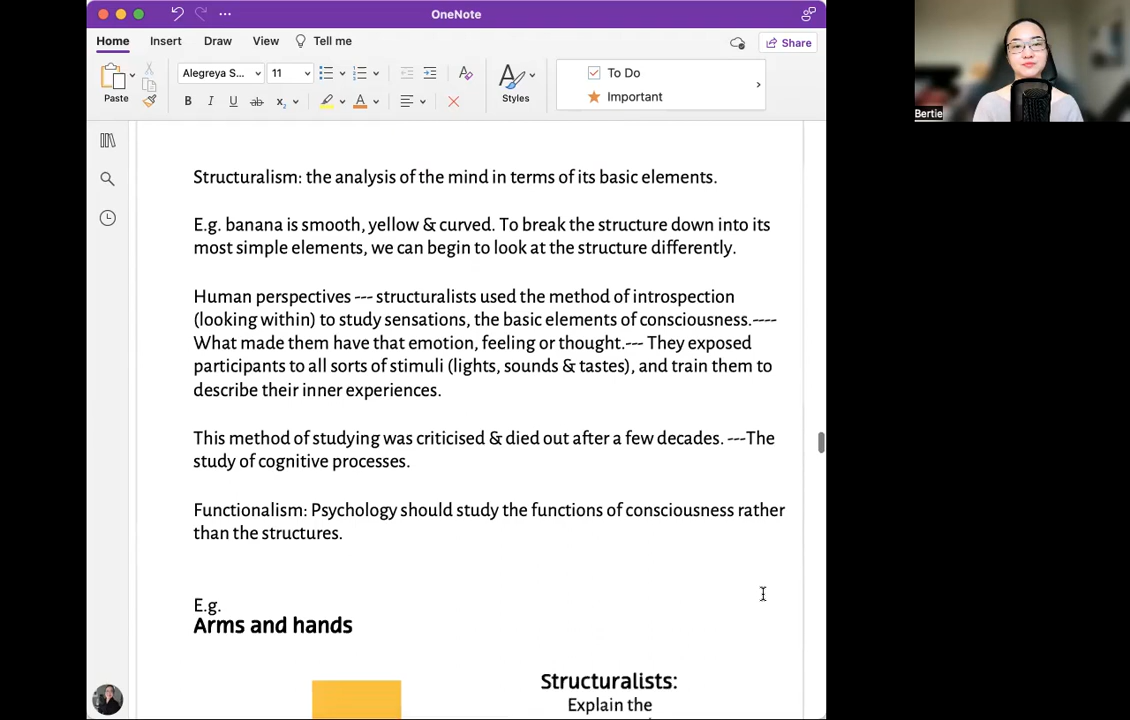 OneNote
Home Insert Draw View Tell me
Share
Paste
Alegreya S... 11
B I U ab x₂ A
Styles
To Do
Important
Bertie
Structuralism: the analysis of the mind in terms of its basic elements.
E.g. banana is smooth, yellow & curved. To break the structure down into its
most simple elements, we can begin to look at the structure differently.
Human perspectives --- structuralists used the method of introspection
(looking within) to study sensations, the basic elements of consciousness.----
What made them have that emotion, feeling or thought.--- They exposed
participants to all sorts of stimuli (lights, sounds & tastes), and train them to
describe their inner experiences.
This method of studying was criticised & died out after a few decades. ---The
study of cognitive processes.
Functionalism: Psychology should study the functions of consciousness rather
than the structures.
E.g.
Arms and hands
Structuralists:
Explain the